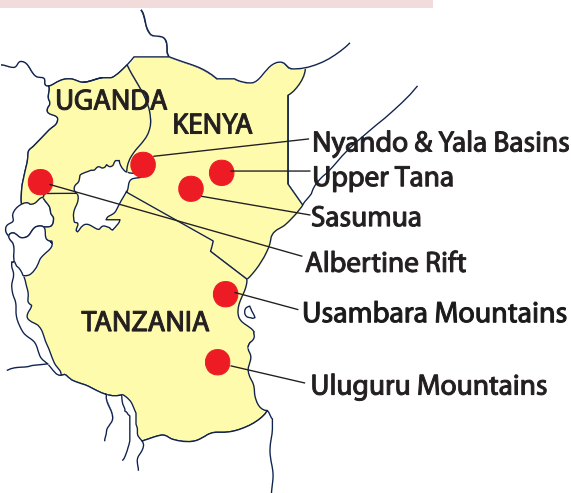 UGANDA
KENYA
Nyando & Yala Basins
Upper Tana
Sasumua
Albertine Rift
Usambara Mountains
TANZANIA
Uluguru Mountains